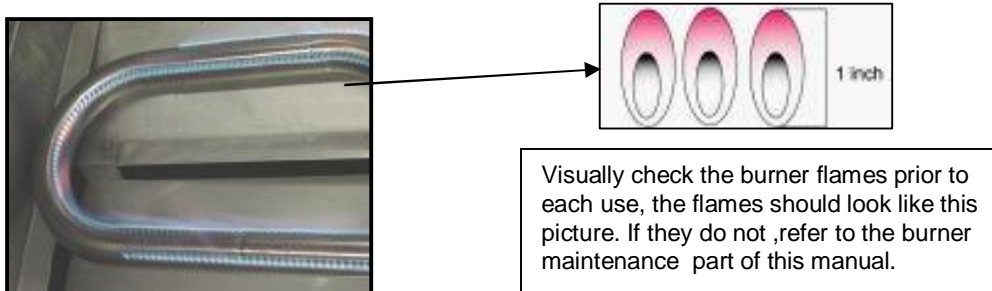 1 inch
Visually check the burner flames prior to
each use, the flames should look like this
picture. If they do not ,refer to the burner
maintenance  part of this manual.